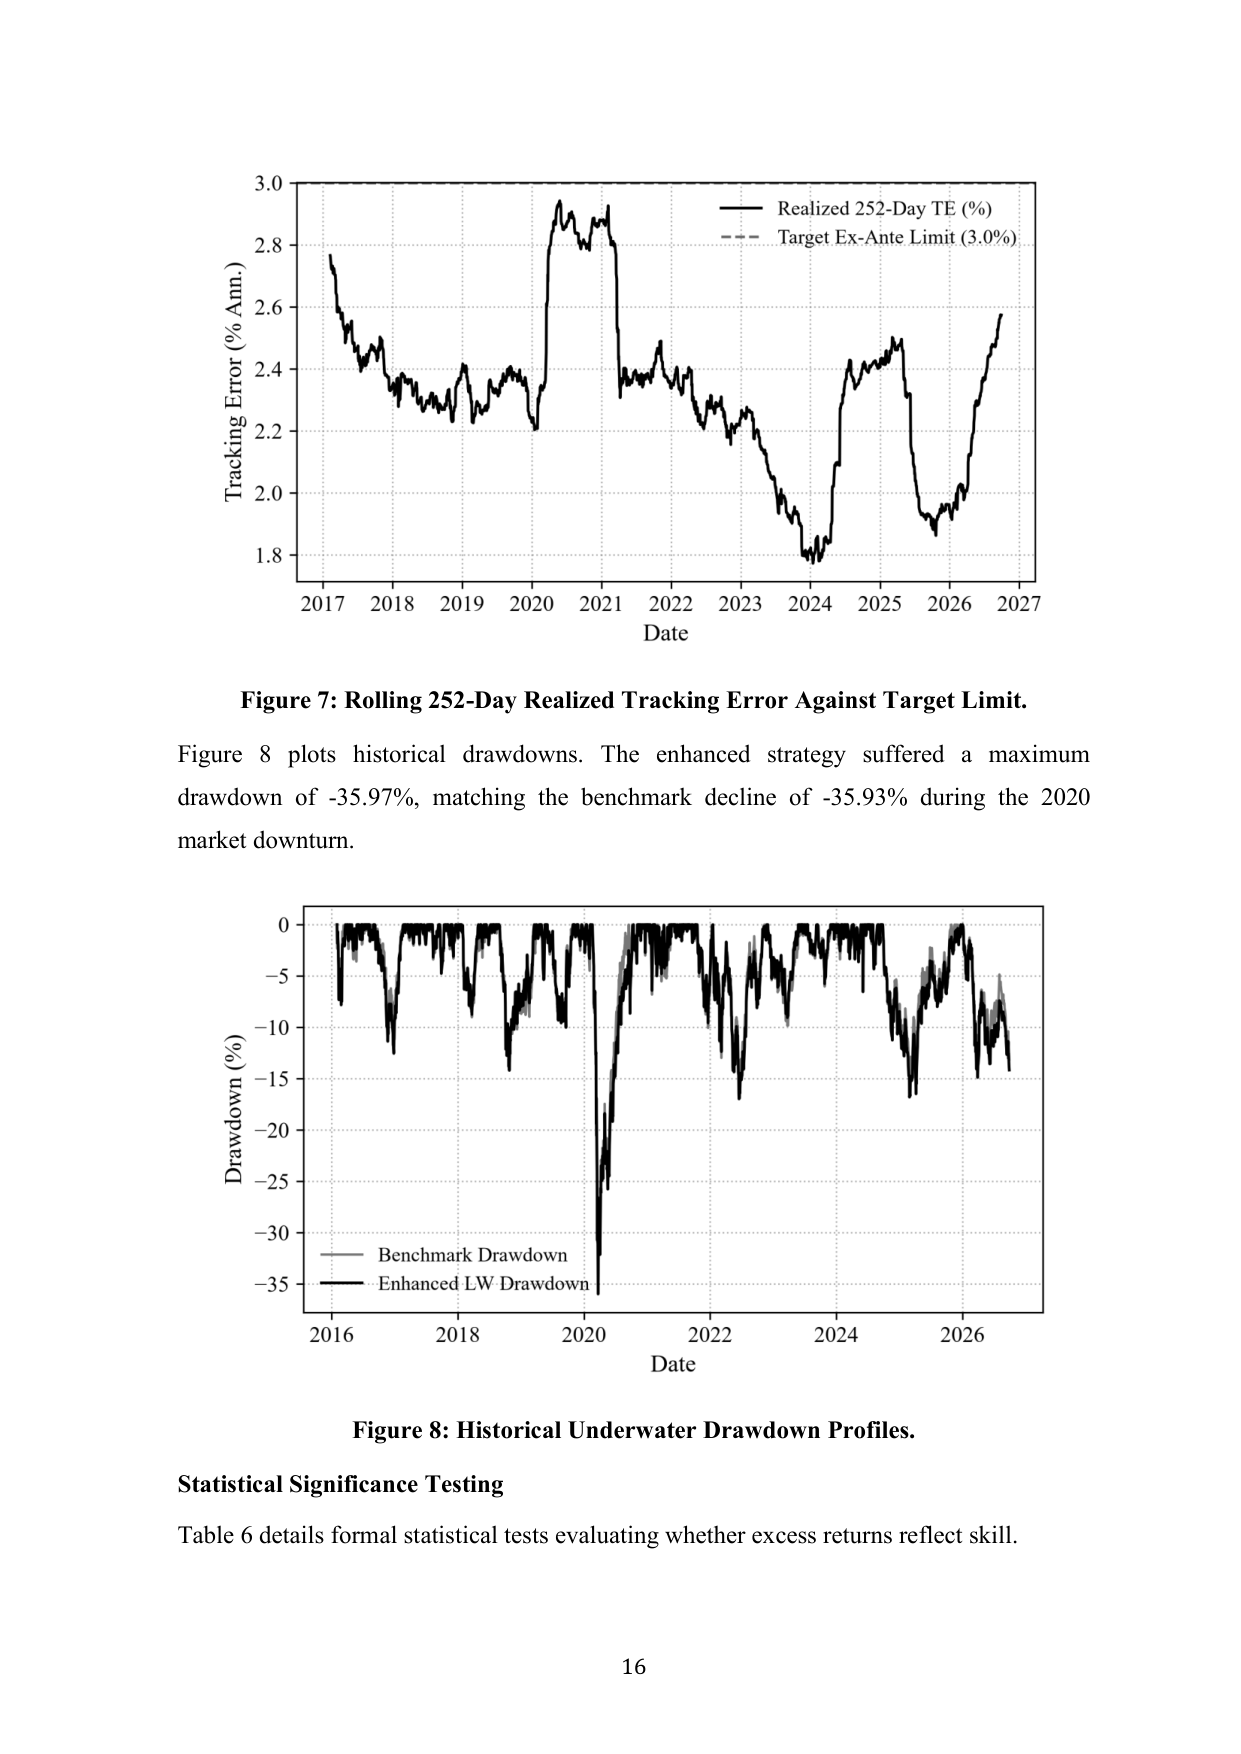 3.0
2.8
2.6
2.4
2.2
2.0
1.8
Tracking Error (% Ann.)
Realized 252-Day TE (%)
Target Ex-Ante Limit (3.0%)
2017 2018 2019 2020 2021 2022 2023 2024 2025 2026 2027
Date
Figure 7: Rolling 252-Day Realized Tracking Error Against Target Limit.
Figure 8 plots historical drawdowns. The enhanced strategy suffered a maximum
drawdown of -35.97%, matching the benchmark decline of -35.93% during the 2020
market downturn.
0
−5
−10
−15
−20
−25
−30
−35
Drawdown (%)
Benchmark Drawdown
Enhanced LW Drawdown
2016 2018 2020 2022 2024 2026
Date
Figure 8: Historical Underwater Drawdown Profiles.
Statistical Significance Testing
Table 6 details formal statistical tests evaluating whether excess returns reflect skill.
16